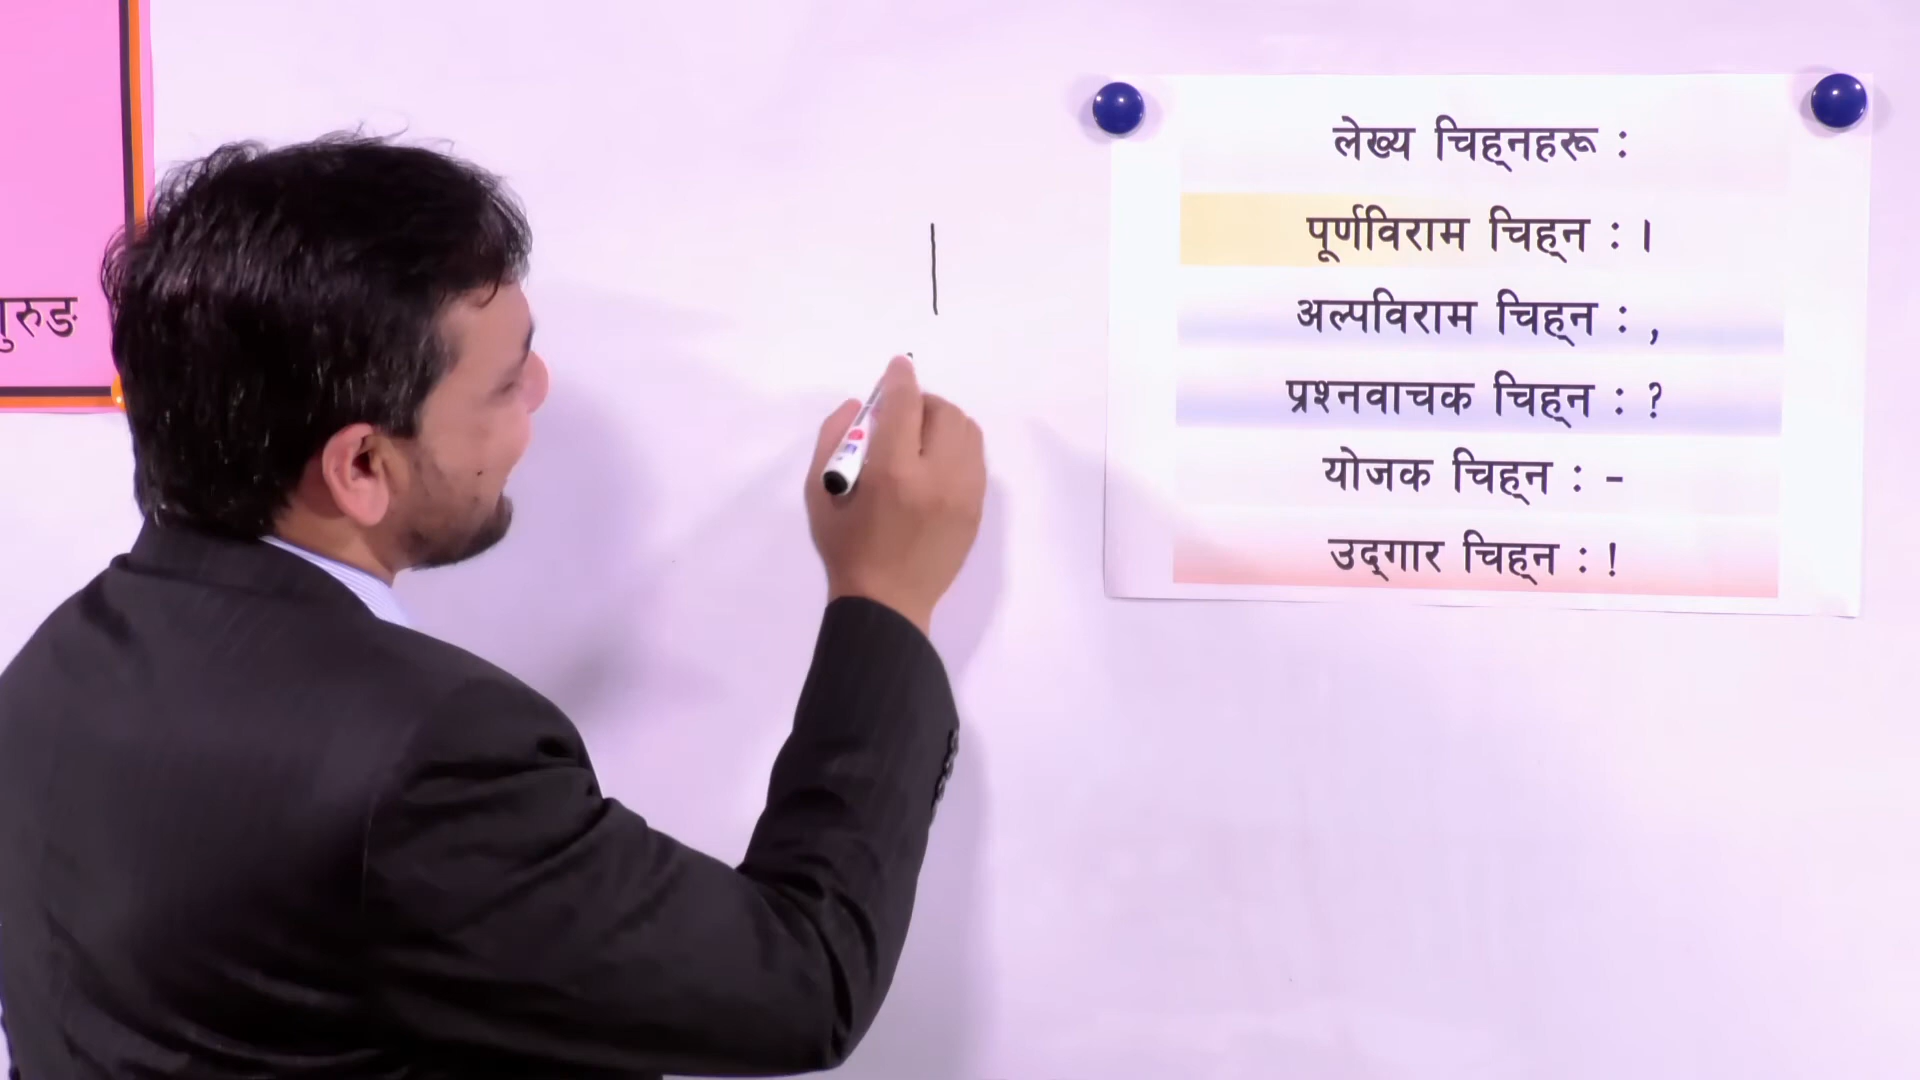 लेख्य चिह्नहरू :
पूर्णविराम चिह्न : ।
अल्पविराम चिह्न : ,
प्रश्नवाचक चिह्न : ?
योजक चिह्न : -
उद्‌गार चिह्न : !
।